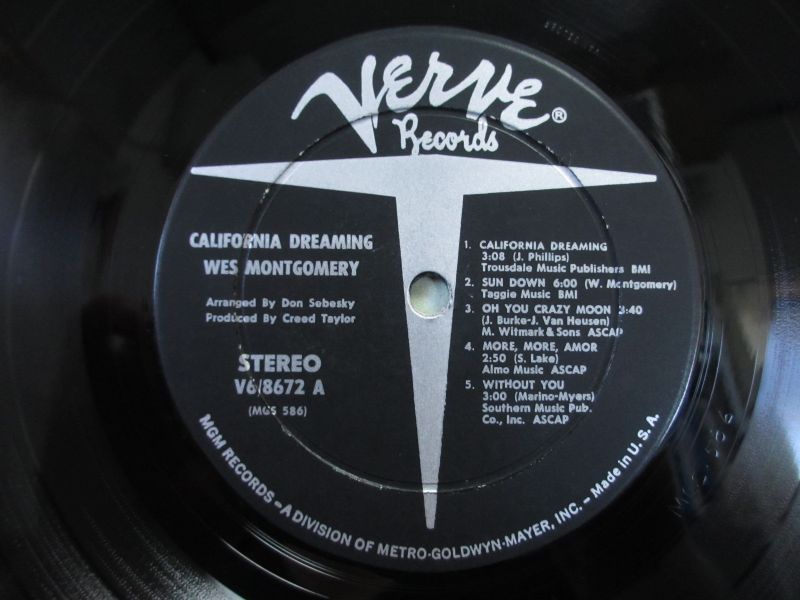 Verve®
Records
CALIFORNIA DREAMING
WES MONTGOMERY
Arranged By Don Sebesky
Produced By Creed Taylor
STEREO
V6/8672 A
(MGS 586)
1. CALIFORNIA DREAMING
3:08 (J. Phillips)
Trousdale Music Publishers BMI
2. SUN DOWN 6:00 (W. Montgomery)
Taggie Music BMI
3. OH YOU CRAZY MOON 3:40
(J. Burke-J. Van Heusen)
M. Witmark & Sons ASCAP
4. MORE, MORE, AMOR
2:50 (S. Lake)
Almo Music ASCAP
5. WITHOUT YOU
3:00 (Marino-Myers)
Southern Music Pub.
Co., Inc. ASCAP
MGM RECORDS – A DIVISION OF METRO-GOLDWYN-MAYER, INC. – Made in U. S. A.